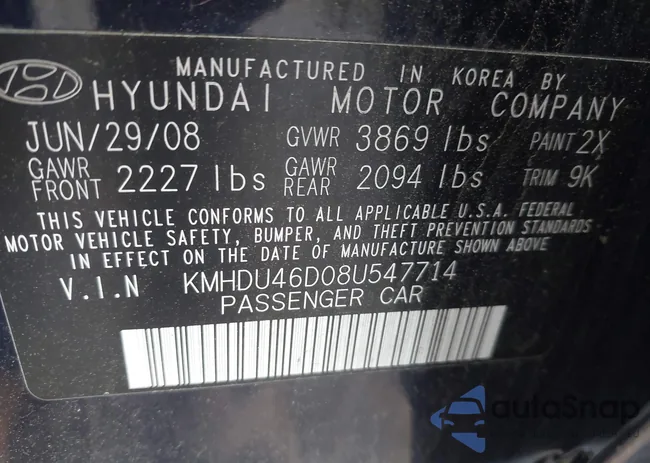 MANUFACTURED IN KOREA BY
HYUNDAI MOTOR COMPANY
JUN/29/08 GVWR 3869 lbs PAINT 2X
GAWR FRONT 2227 lbs GAWR REAR 2094 lbs TRIM 9K
THIS VEHICLE CONFORMS TO ALL APPLICABLE U.S.A. FEDERAL
MOTOR VEHICLE SAFETY, BUMPER, AND THEFT PREVENTION STANDARDS
IN EFFECT ON THE DATE OF MANUFACTURE SHOWN ABOVE
V.I.N KMHDU46D08U547714
PASSENGER CAR
autoSnap